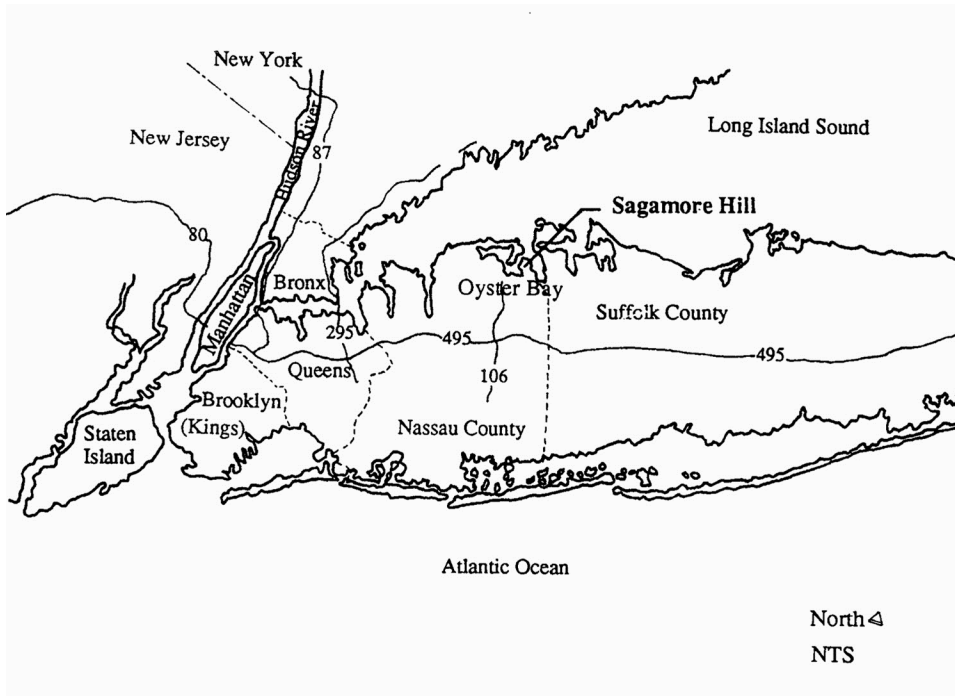 New York
Long Island Sound
New Jersey
Hudson River
87
Sagamore Hill
80
Bronx
Oyster Bay
Manhattan
Suffolk County
295
495
495
Queens
106
Brooklyn
(Kings)
Nassau County
Staten
Island
Atlantic Ocean
North
NTS